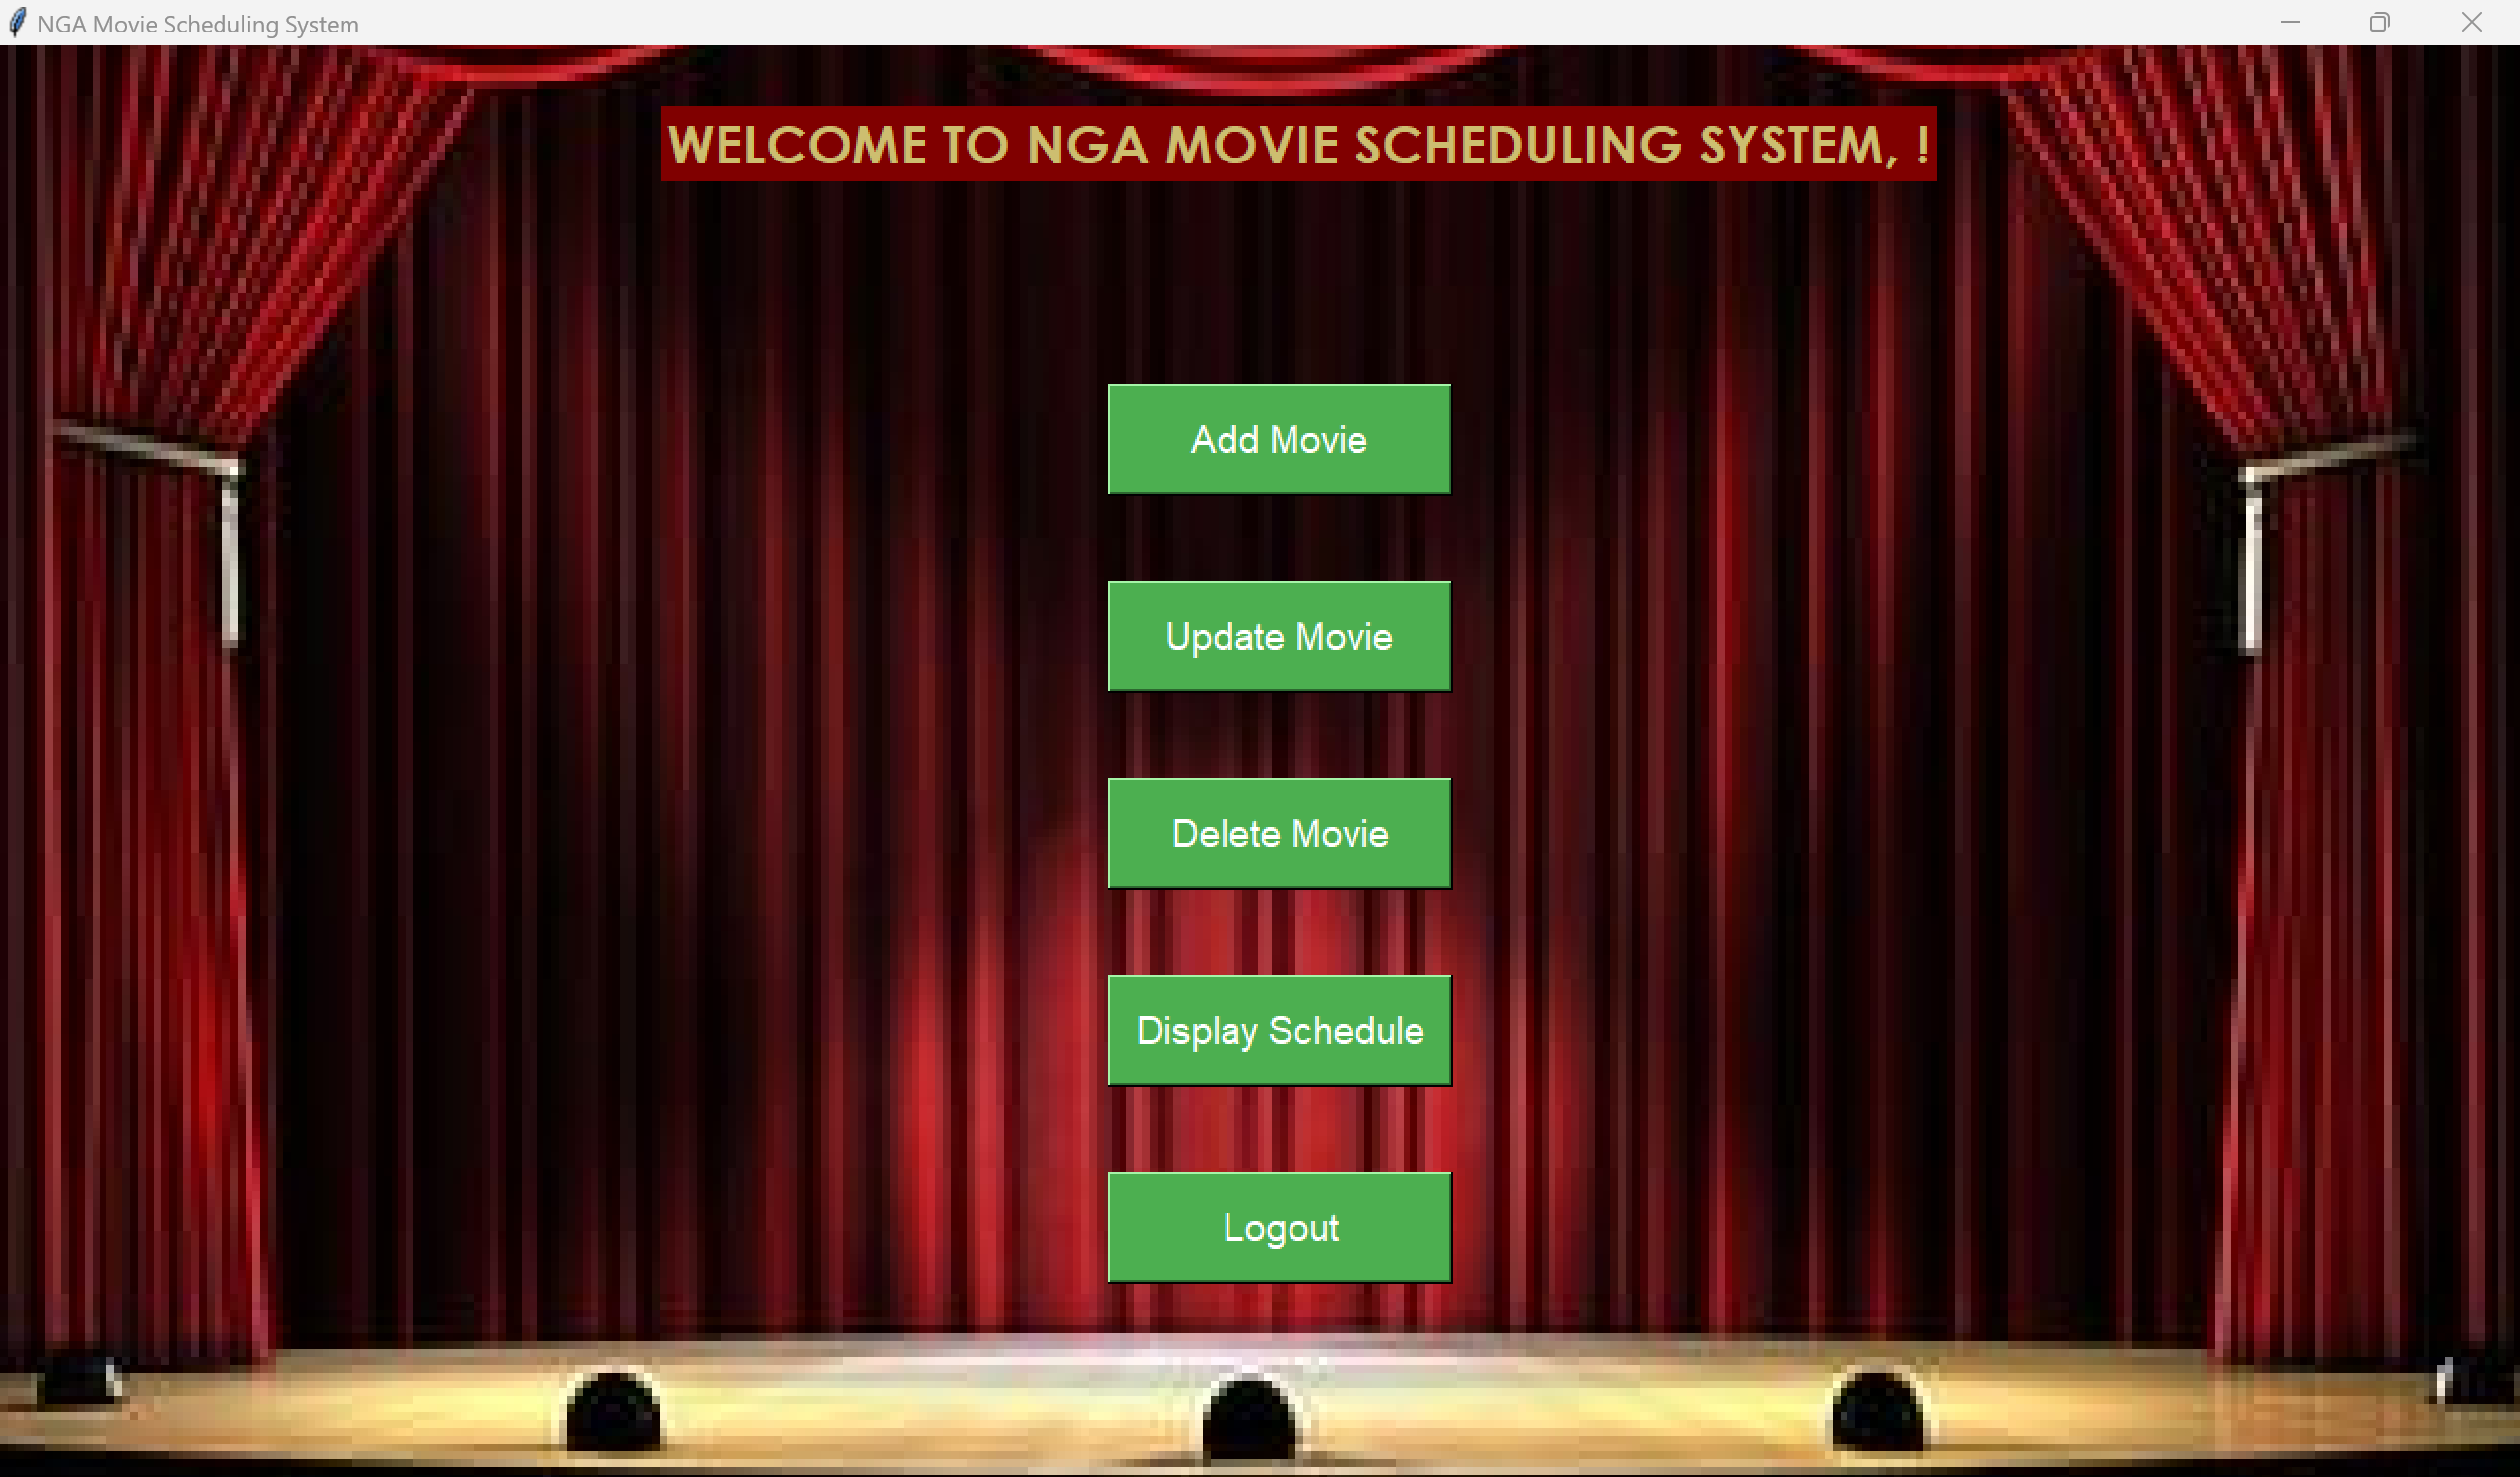 NGA Movie Scheduling System
WELCOME TO NGA MOVIE SCHEDULING SYSTEM, !
Add Movie
Update Movie
Delete Movie
Display Schedule
Logout